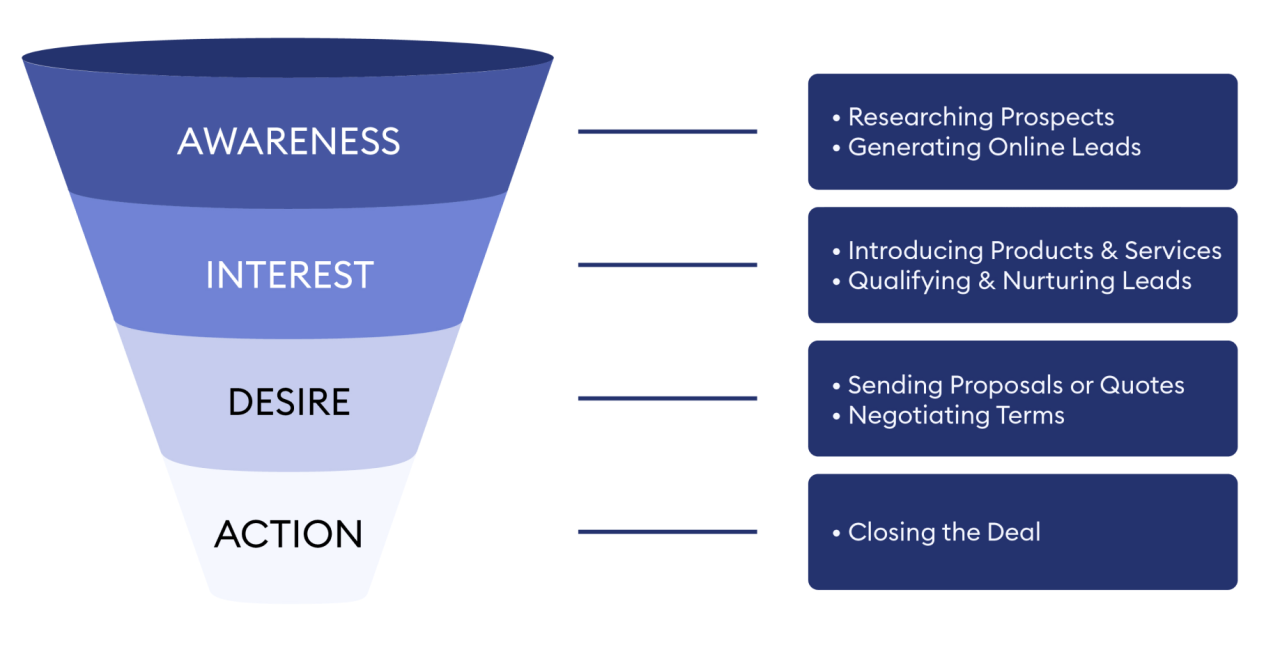 AWARENESS
• Researching Prospects
• Generating Online Leads
INTEREST
• Introducing Products & Services
• Qualifying & Nurturing Leads
DESIRE
• Sending Proposals or Quotes
• Negotiating Terms
ACTION
• Closing the Deal